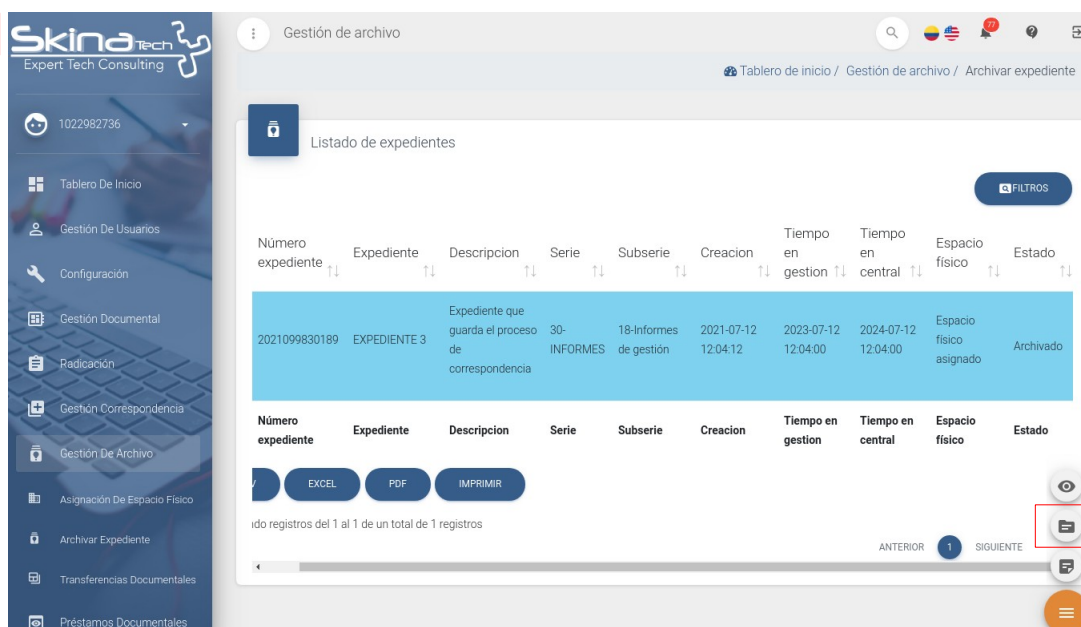 Skina Tech
Expert Tech Consulting
1022982736
Tablero De Inicio
Gestión De Usuarios
Configuración
Gestión Documental
Radicación
Gestión Correspondencia
Gestión De Archivo
Asignación De Espacio Físico
Archivar Expediente
Transferencias Documentales
Préstamos Documentales
Gestión de archivo
77
Tablero de inicio / Gestión de archivo / Archivar expediente
Listado de expedientes
FILTROS
Número expediente Expediente Descripcion Serie Subserie Creacion Tiempo en gestion Tiempo en central Espacio físico Estado
2021099830189 EXPEDIENTE 3 Expediente que guarda el proceso de correspondencia 30-INFORMES 18-Informes de gestión 2021-07-12 12:04:12 2023-07-12 12:04:00 2024-07-12 12:04:00 Espacio físico asignado Archivado
Número expediente Expediente Descripcion Serie Subserie Creacion Tiempo en gestion Tiempo en central Espacio físico Estado
EXCEL PDF IMPRIMIR
ndo registros del 1 al 1 de un total de 1 registros
ANTERIOR 1 SIGUIENTE